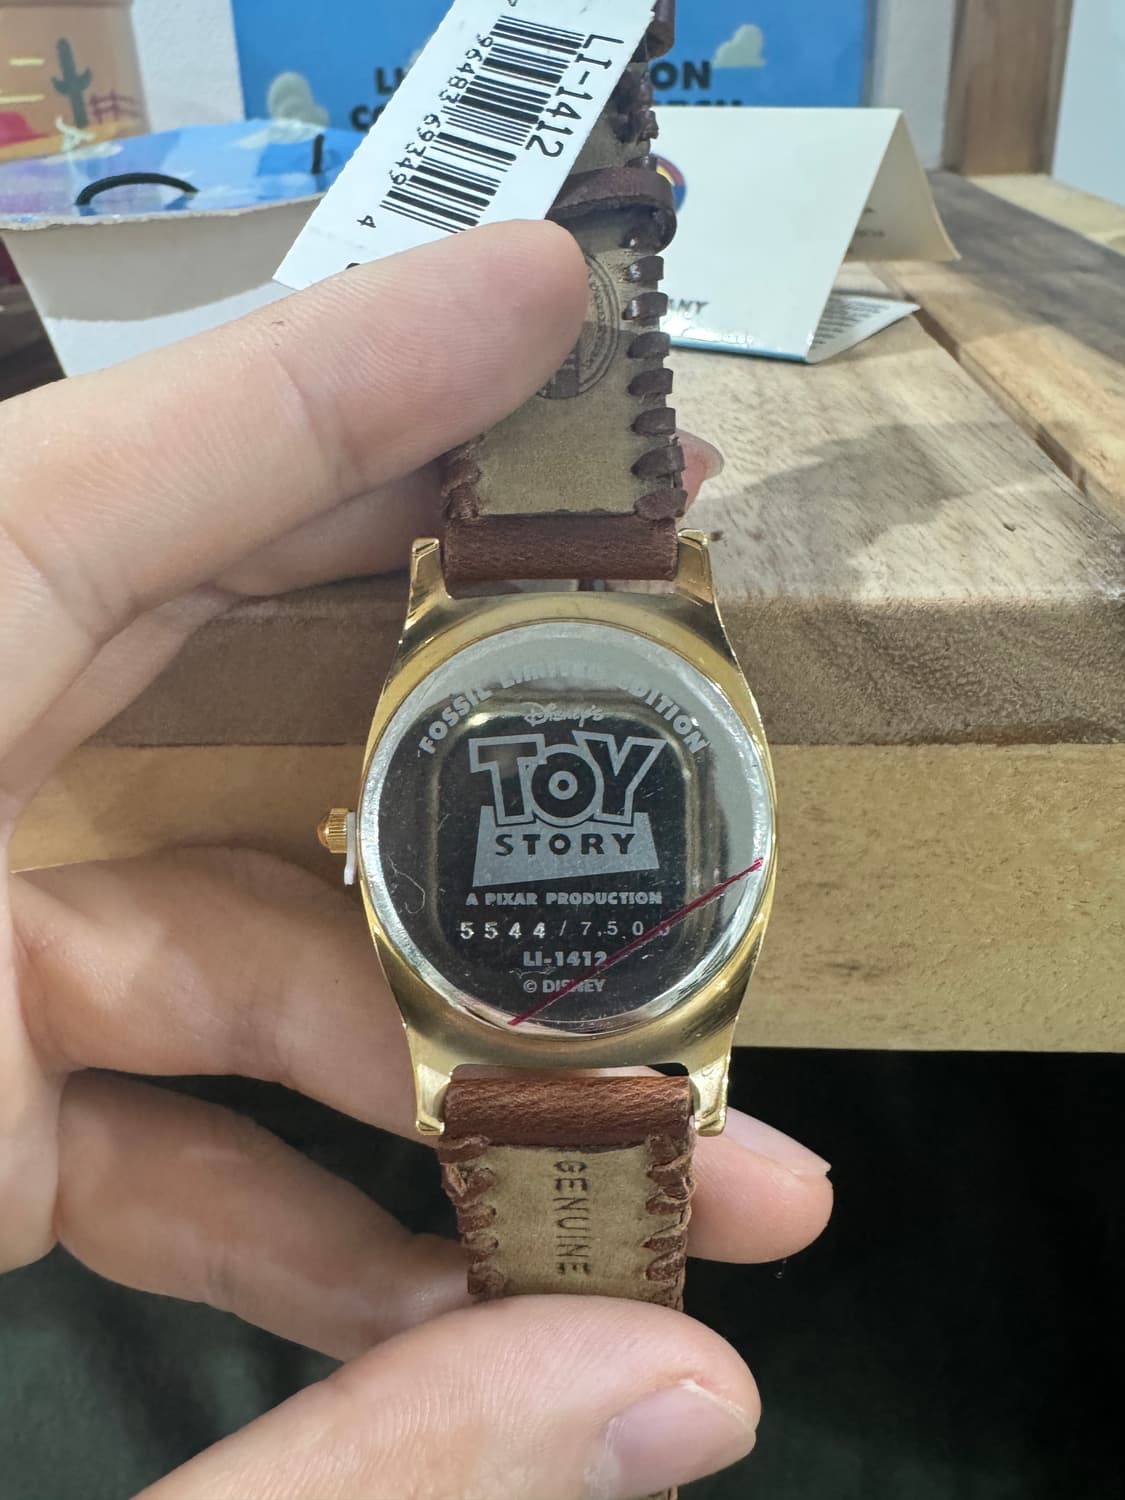 LI-1412
96483 69349 4
ANY
FOSSIL LIMITED EDITION
Disney's
TOY
STORY
A PIXAR PRODUCTION
5544/7,500
LI-1412
© DISNEY
GENUINE